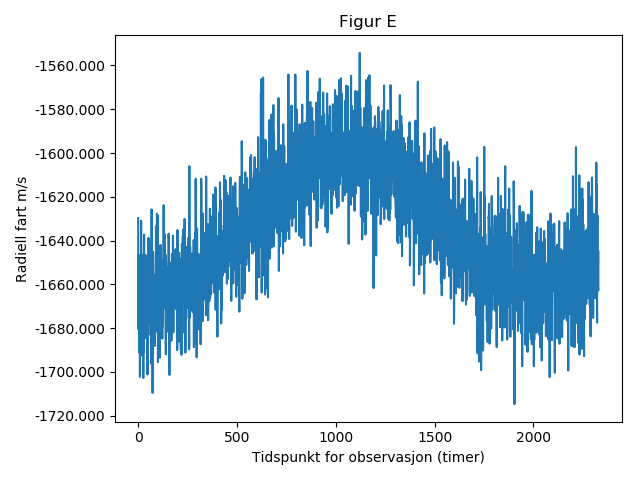 Figur E
-1560.000
-1580.000
-1600.000
-1620.000
-1640.000
-1660.000
-1680.000
-1700.000
-1720.000
Radiell fart m/s
0 500 1000 1500 2000
Tidspunkt for observasjon (timer)